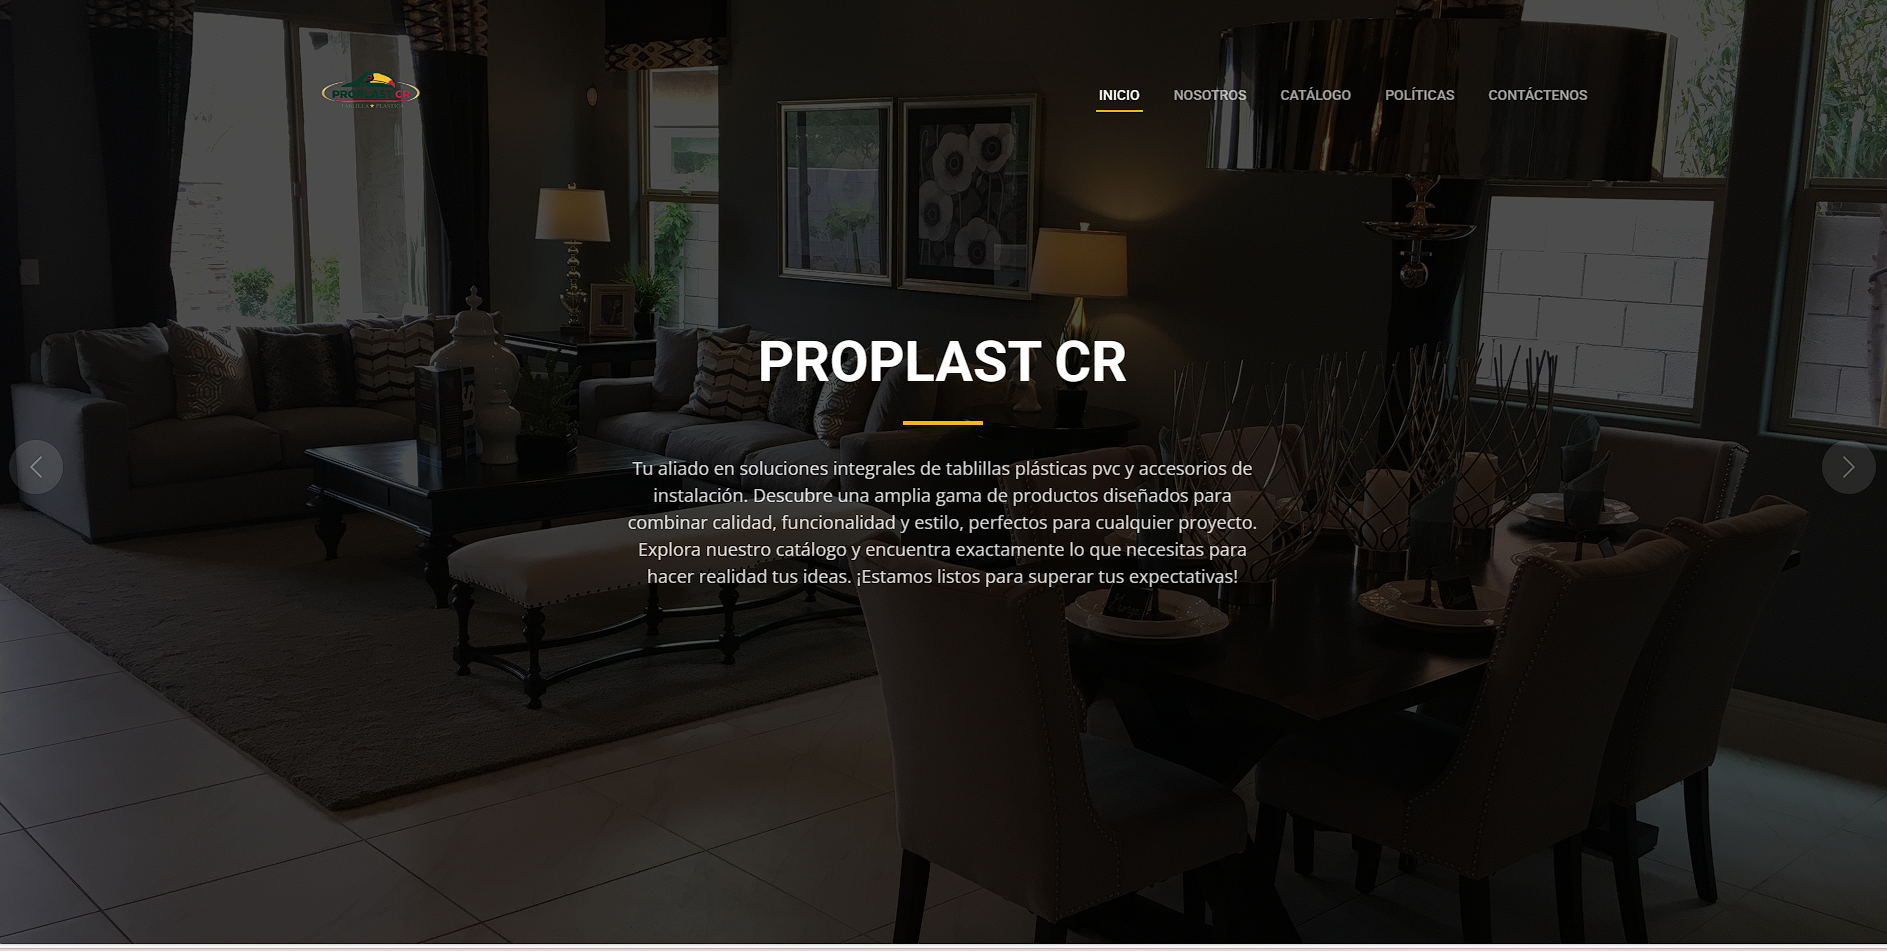 PROPLAST CR
TABLILLA ★ PLASTICA
INICIO
NOSOTROS
CATÁLOGO
POLÍTICAS
CONTÁCTENOS
PROPLAST CR
Tu aliado en soluciones integrales de tablillas plásticas pvc y accesorios de
instalación. Descubre una amplia gama de productos diseñados para
combinar calidad, funcionalidad y estilo, perfectos para cualquier proyecto.
Explora nuestro catálogo y encuentra exactamente lo que necesitas para
hacer realidad tus ideas. ¡Estamos listos para superar tus expectativas!